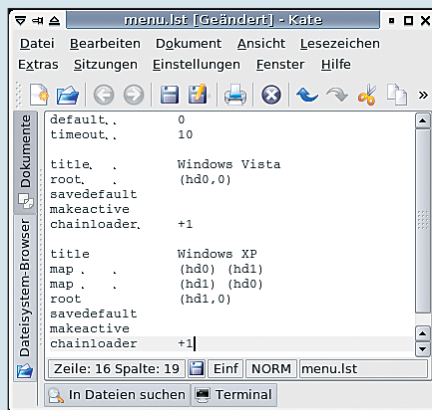 menu.lst [Geändert] - Kate
Datei Bearbeiten Dokument Ansicht Lesezeichen
Extras Sitzungen Einstellungen Fenster Hilfe
Dokumente
Dateisystem-Browser
default.. 0
timeout.. 10
title. . Windows Vista
root. . (hd0,0)
savedefault
makeactive
chainloader. +1
title Windows XP
map . . (hd0) (hd1)
map . . (hd1) (hd0)
root (hd1,0)
savedefault
makeactive
chainloader +1
Zeile: 16 Spalte: 19 Einf NORM menu.lst
In Dateien suchen Terminal